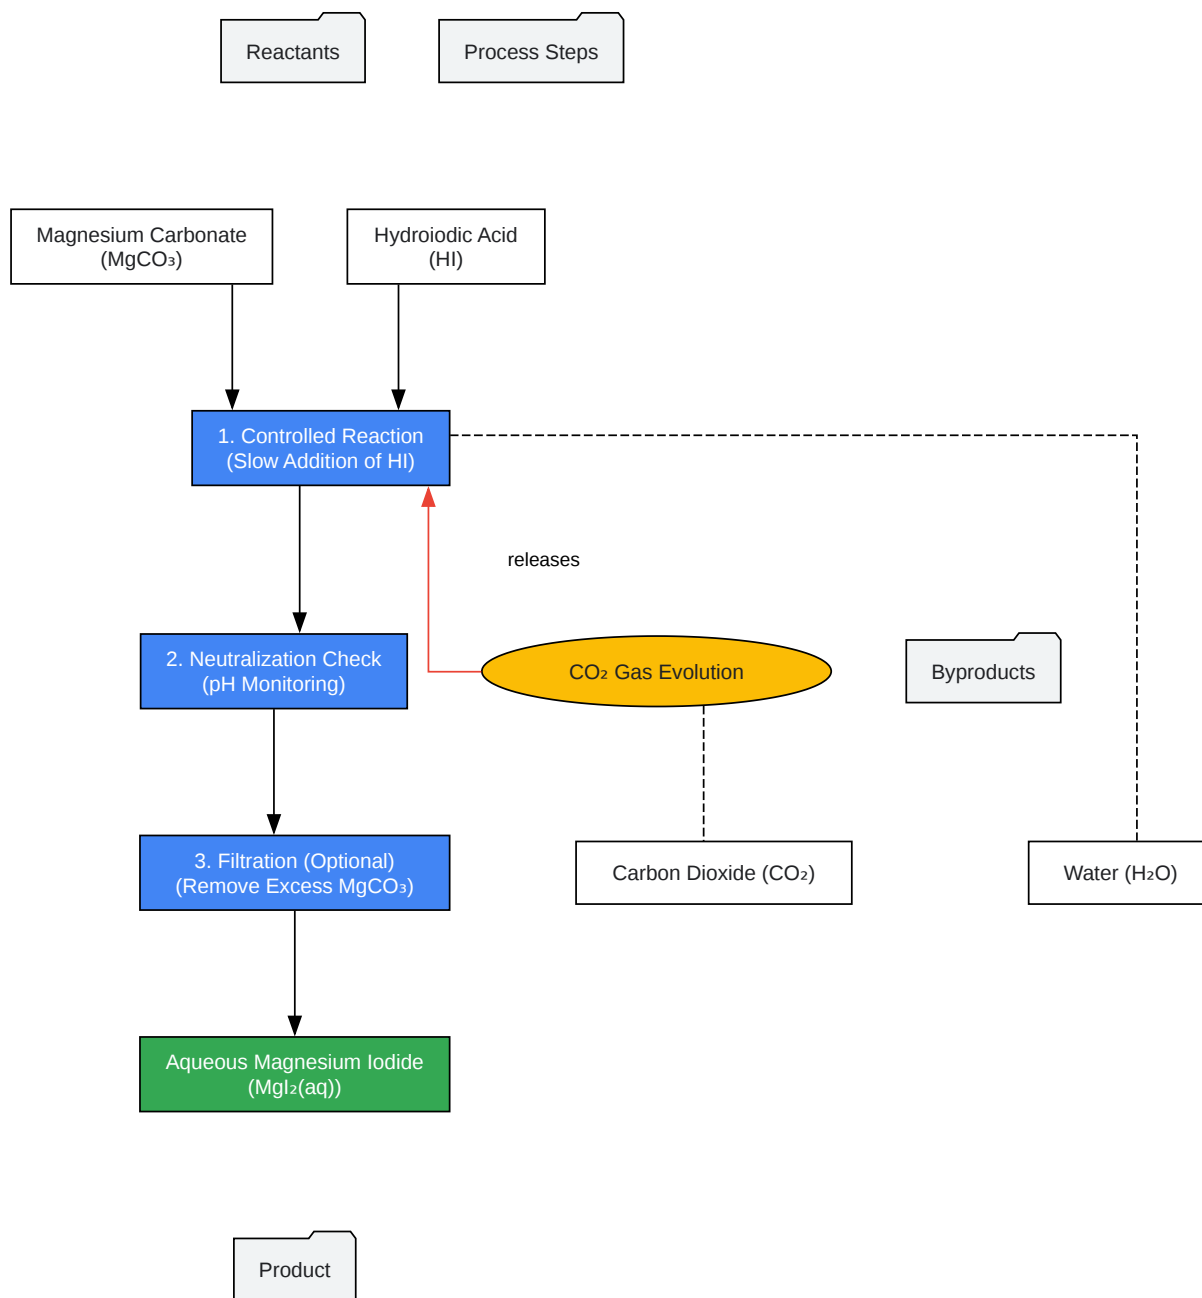 Reactants
Process Steps
Magnesium Carbonate
(MgCO₃)
Hydroiodic Acid
(HI)
1. Controlled Reaction
(Slow Addition of HI)
releases
2. Neutralization Check
(pH Monitoring)
CO₂ Gas Evolution
Byproducts
3. Filtration (Optional)
(Remove Excess MgCO₃)
Carbon Dioxide (CO₂)
Water (H₂O)
Aqueous Magnesium Iodide
(MgI₂(aq))
Product